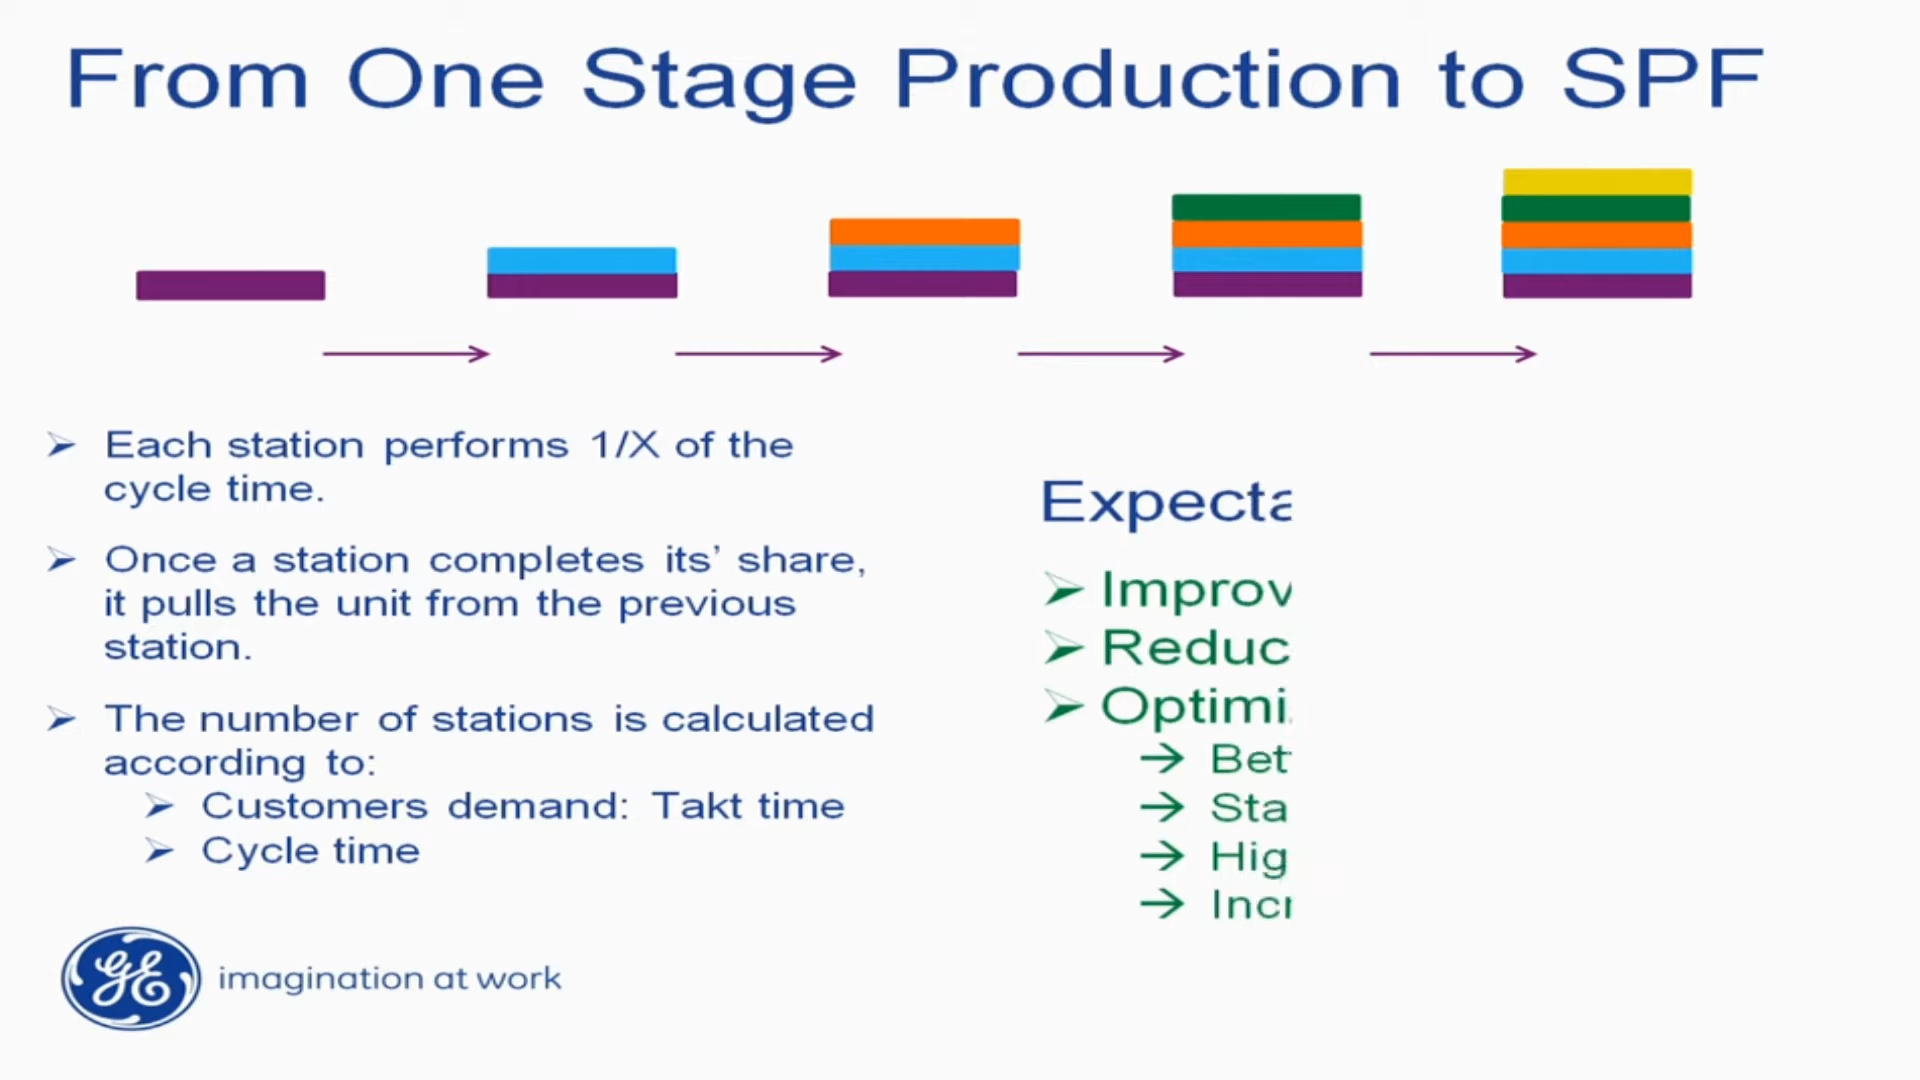 From One Stage Production to SPF
Each station performs 1/X of the
cycle time.
Once a station completes its’ share,
it pulls the unit from the previous
station.
The number of stations is calculated
according to:
Customers demand: Takt time
Cycle time
Expecta
Improv
Reduc
Optimi
Bet
Sta
Hig
Incr
GE imagination at work